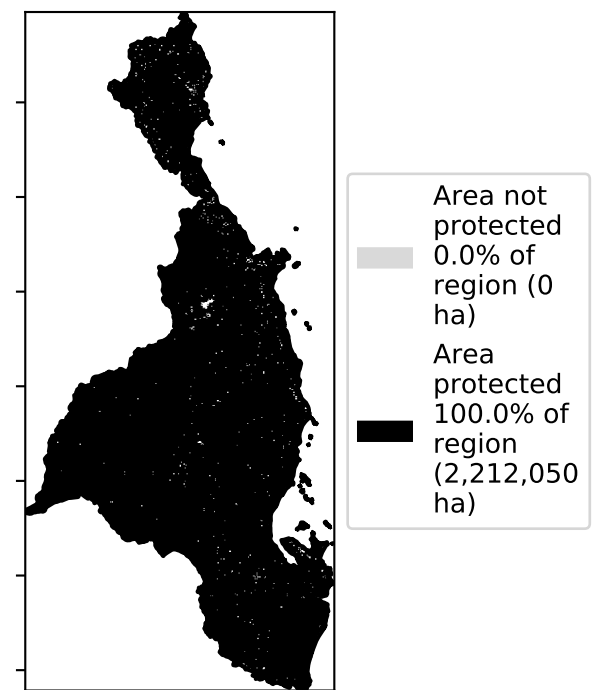 Area not
protected
0.0% of
region (0
ha)
Area
protected
100.0% of
region
(2,212,050
ha)